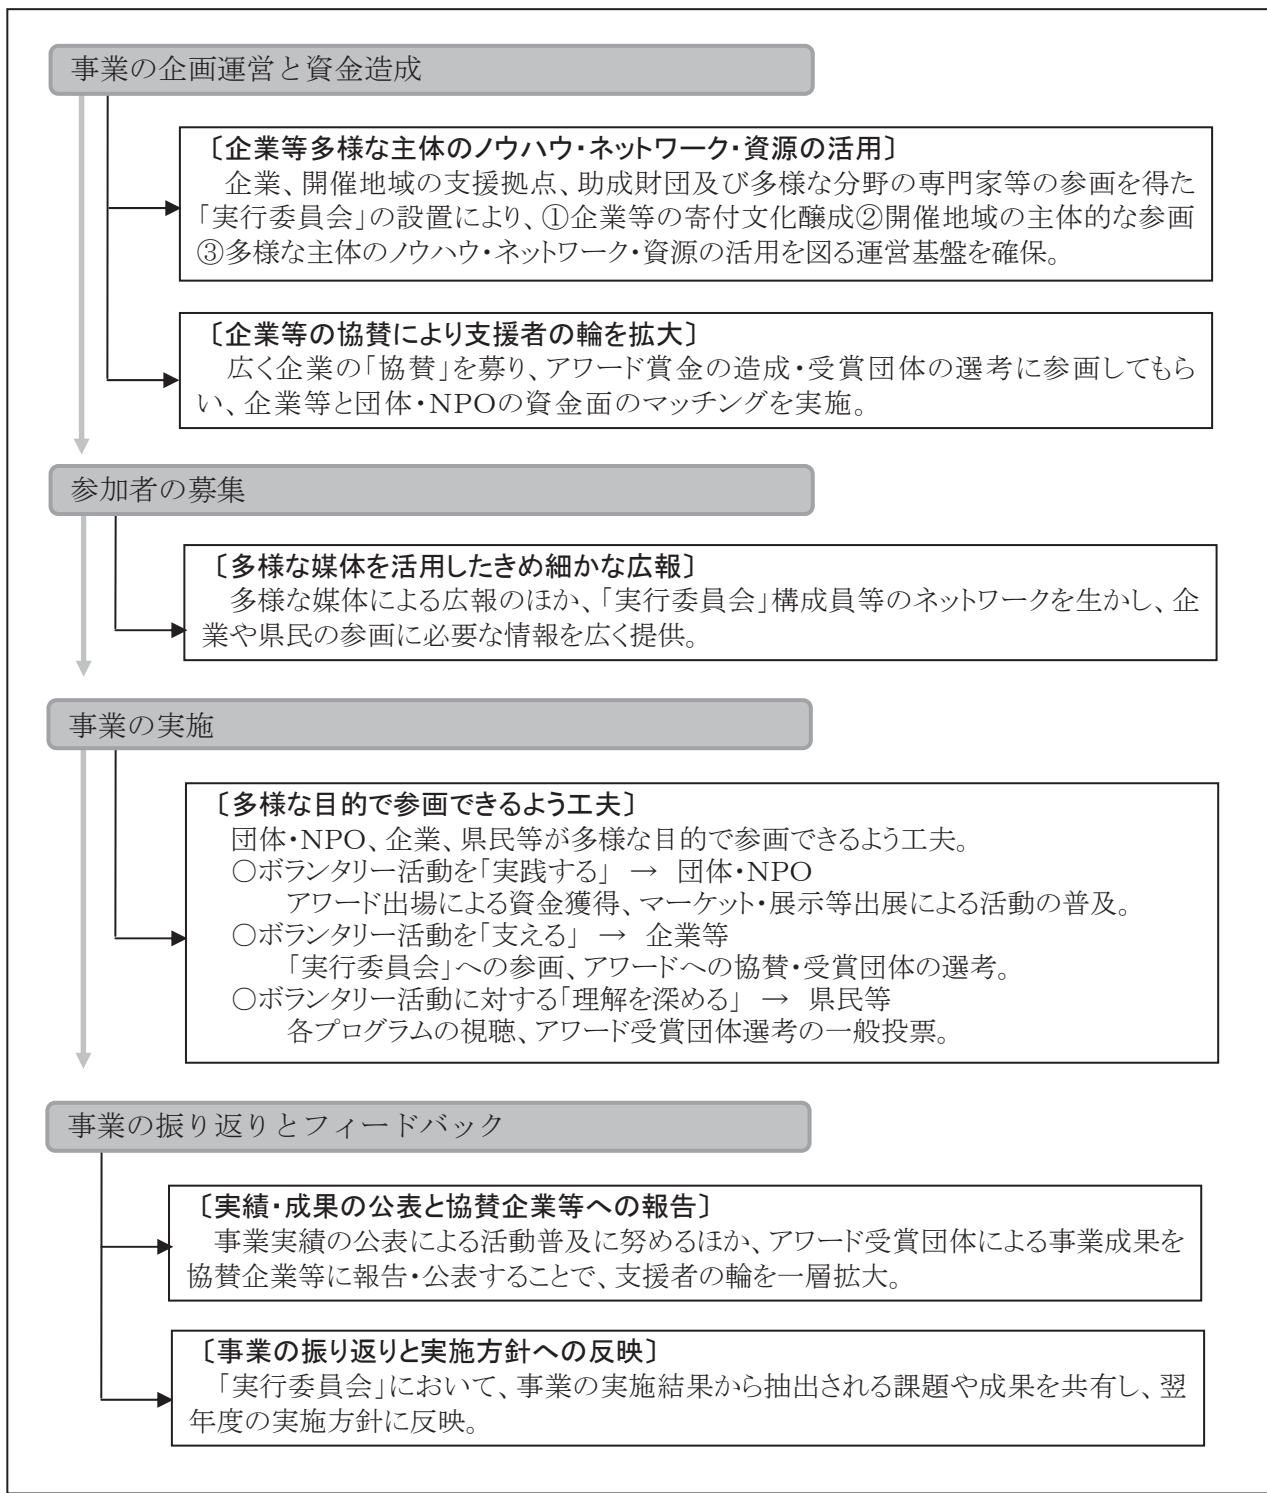 事業の企画運営と資金造成
〔企業等多様な主体のノウハウ・ネットワーク・資源の活用〕
企業、開催地域の支援拠点、助成財団及び多様な分野の専門家等の参画を得た
「実行委員会」の設置により、①企業等の寄付文化醸成②開催地域の主体的な参画
③多様な主体のノウハウ・ネットワーク・資源の活用を図る運営基盤を確保。
〔企業等の協賛により支援者の輪を拡大〕
広く企業の「協賛」を募り、アワード賞金の造成・受賞団体の選考に参画してもら
い、企業等と団体・NPOの資金面のマッチングを実施。
参加者の募集
〔多様な媒体を活用したきめ細かな広報〕
多様な媒体による広報のほか、「実行委員会」構成員等のネットワークを生かし、企
業や県民の参画に必要な情報を広く提供。
事業の実施
〔多様な目的で参画できるよう工夫〕
団体・NPO、企業、県民等が多様な目的で参画できるよう工夫。
○ボランタリー活動を「実践する」 → 団体・NPO
アワード出場による資金獲得、マーケット・展示等出展による活動の普及。
○ボランタリー活動を「支える」 → 企業等
「実行委員会」への参画、アワードへの協賛・受賞団体の選考。
○ボランタリー活動に対する「理解を深める」 → 県民等
各プログラムの視聴、アワード受賞団体選考の一般投票。
事業の振り返りとフィードバック
〔実績・成果の公表と協賛企業等への報告〕
事業実績の公表による活動普及に努めるほか、アワード受賞団体による事業成果を
協賛企業等に報告・公表することで、支援者の輪を一層拡大。
〔事業の振り返りと実施方針への反映〕
「実行委員会」において、事業の実施結果から抽出される課題や成果を共有し、翌
年度の実施方針に反映。